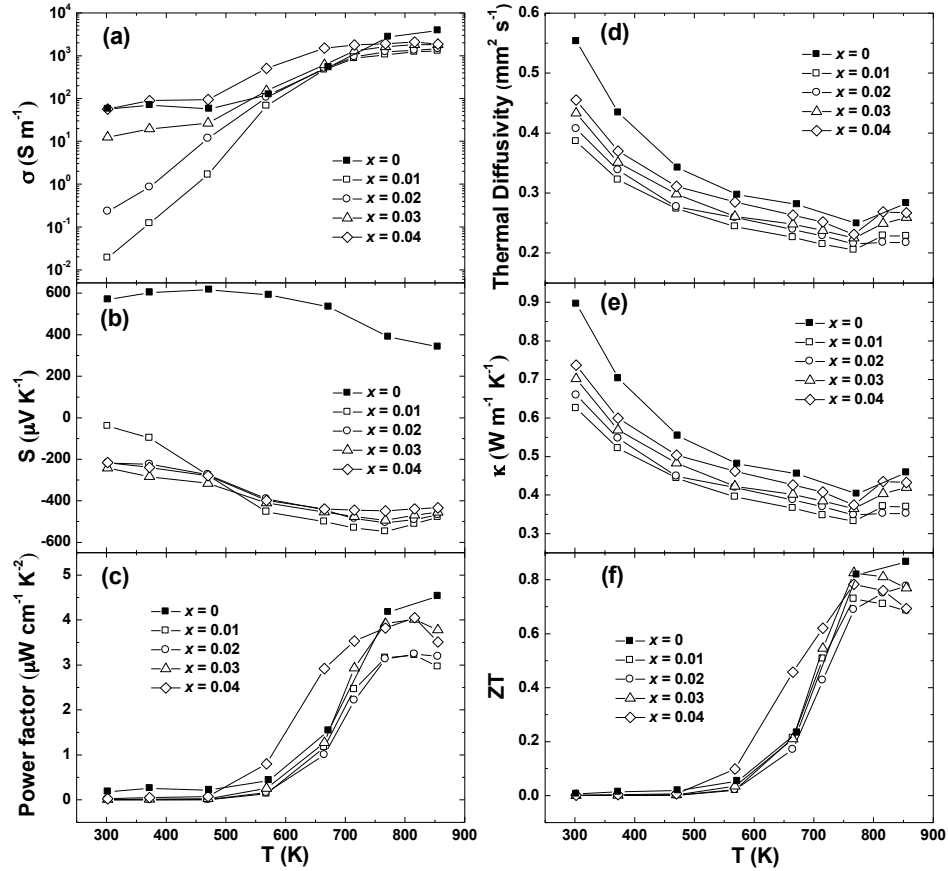 (a)
σ (S m⁻¹)
10⁴
10³
10²
10¹
10⁰
10⁻¹
10⁻²
x = 0
x = 0.01
x = 0.02
x = 0.03
x = 0.04
(b)
S (μV K⁻¹)
600
400
200
0
-200
-400
-600
x = 0
x = 0.01
x = 0.02
x = 0.03
x = 0.04
(c)
Power factor (μW cm⁻¹ K⁻²)
5
4
3
2
1
0
x = 0
x = 0.01
x = 0.02
x = 0.03
x = 0.04
300 400 500 600 700 800 900
T (K)
(d)
Thermal Diffusivity (mm² s⁻¹)
0.6
0.5
0.4
0.3
0.2
x = 0
x = 0.01
x = 0.02
x = 0.03
x = 0.04
(e)
κ (W m⁻¹ K⁻¹)
0.9
0.8
0.7
0.6
0.5
0.4
0.3
x = 0
x = 0.01
x = 0.02
x = 0.03
x = 0.04
(f)
ZT
0.8
0.6
0.4
0.2
0.0
x = 0
x = 0.01
x = 0.02
x = 0.03
x = 0.04
300 400 500 600 700 800 900
T (K)